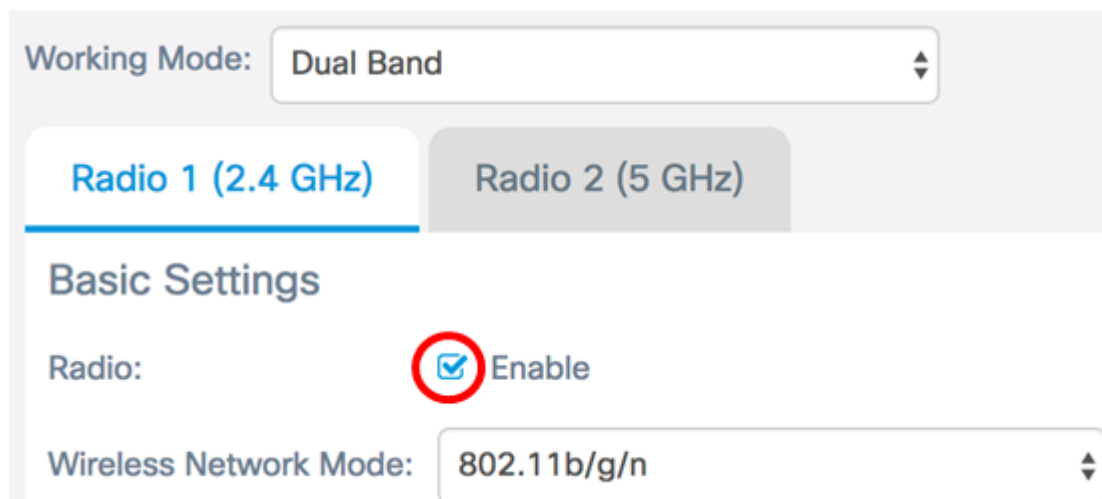 Working Mode: Dual Band
Radio 1 (2.4 GHz) Radio 2 (5 GHz)
Basic Settings
Radio: Enable
Wireless Network Mode: 802.11b/g/n